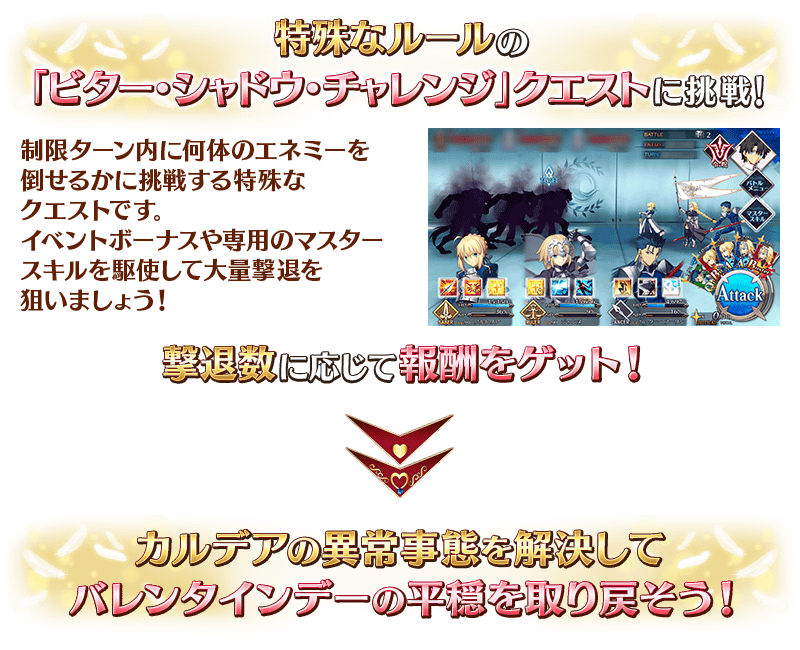 特殊なルールの
「ビター・シャドウ・チャレンジ」クエストに挑戦!
制限ターン内に何体のエネミーを
倒せるかに挑戦する特殊な
クエストです。
イベントボーナスや専用のマスター
スキルを駆使して大量撃退を
狙いましょう!
BATTLE 2
ENEMY
TURN
バトル
メニュー
マスター
スキル
Attack
撃退数に応じて報酬をゲット!
カルデアの異常事態を解決して
バレンタインデーの平穏を取り戻そう!